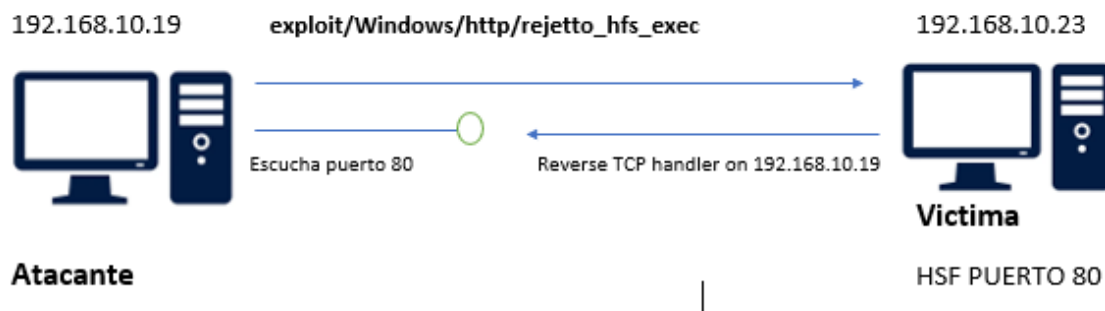 192.168.10.19
exploit/Windows/http/rejetto_hfs_exec
192.168.10.23
Escucha puerto 80
Reverse TCP handler on 192.168.10.19
Victima
Atacante
HSF PUERTO 80